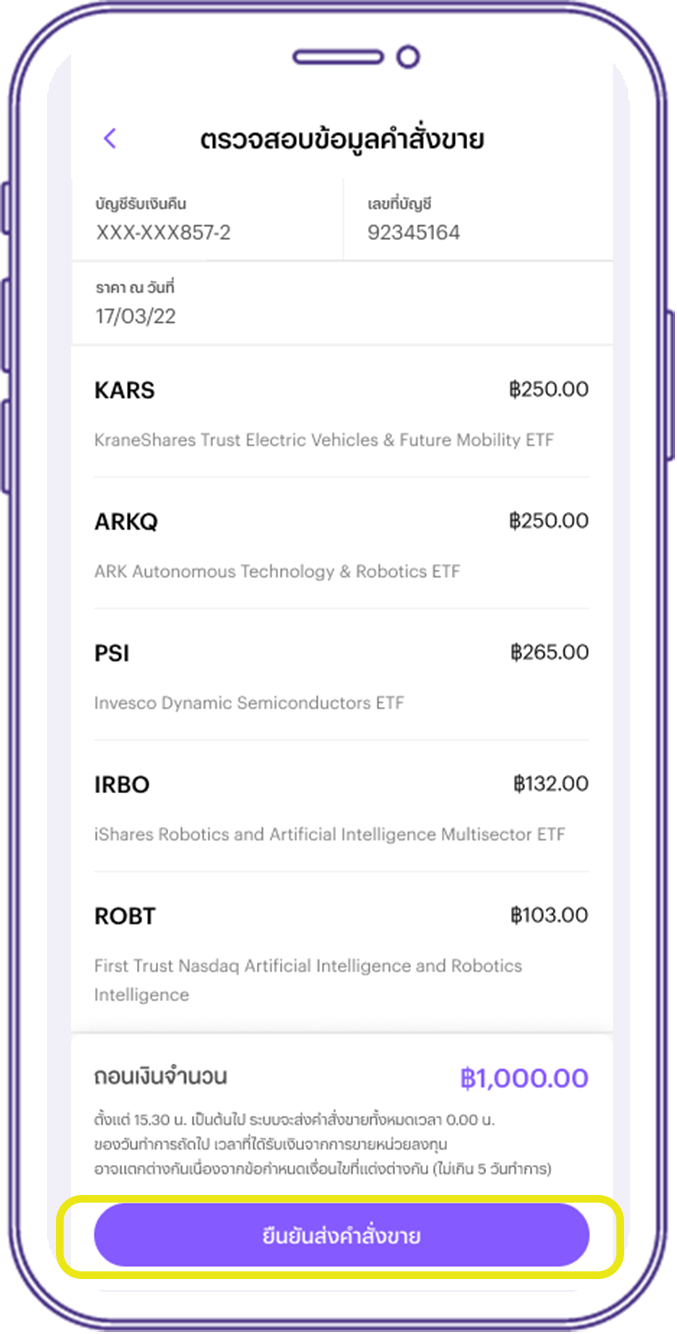 ตรวจสอบข้อมูลคำสั่งขาย
บัญชีรับเงินคืน
XXX-XXX857-2
เลขที่บัญชี
92345164
ราคา ณ วันที่
17/03/22
KARS
฿250.00
KraneShares Trust Electric Vehicles & Future Mobility ETF
ARKQ
฿250.00
ARK Autonomous Technology & Robotics ETF
PSI
฿265.00
Invesco Dynamic Semiconductors ETF
IRBO
฿132.00
iShares Robotics and Artificial Intelligence Multisector ETF
ROBT
฿103.00
First Trust Nasdaq Artificial Intelligence and Robotics
Intelligence
ถอนเงินจำนวน
฿1,000.00
ตั้งแต่ 15.30 น. เป็นต้นไป ระบบจะส่งคำสั่งขายทั้งหมดเวลา 0.00 น.
ของวันทำการถัดไป เวลาที่ได้รับเงินจากการขายหน่วยลงทุน
อาจแตกต่างกันเนื่องจากข้อกำหนดเงื่อนไขที่แต่งต่างกัน (ไม่เกิน 5 วันทำการ)
ยืนยันส่งคำสั่งขาย